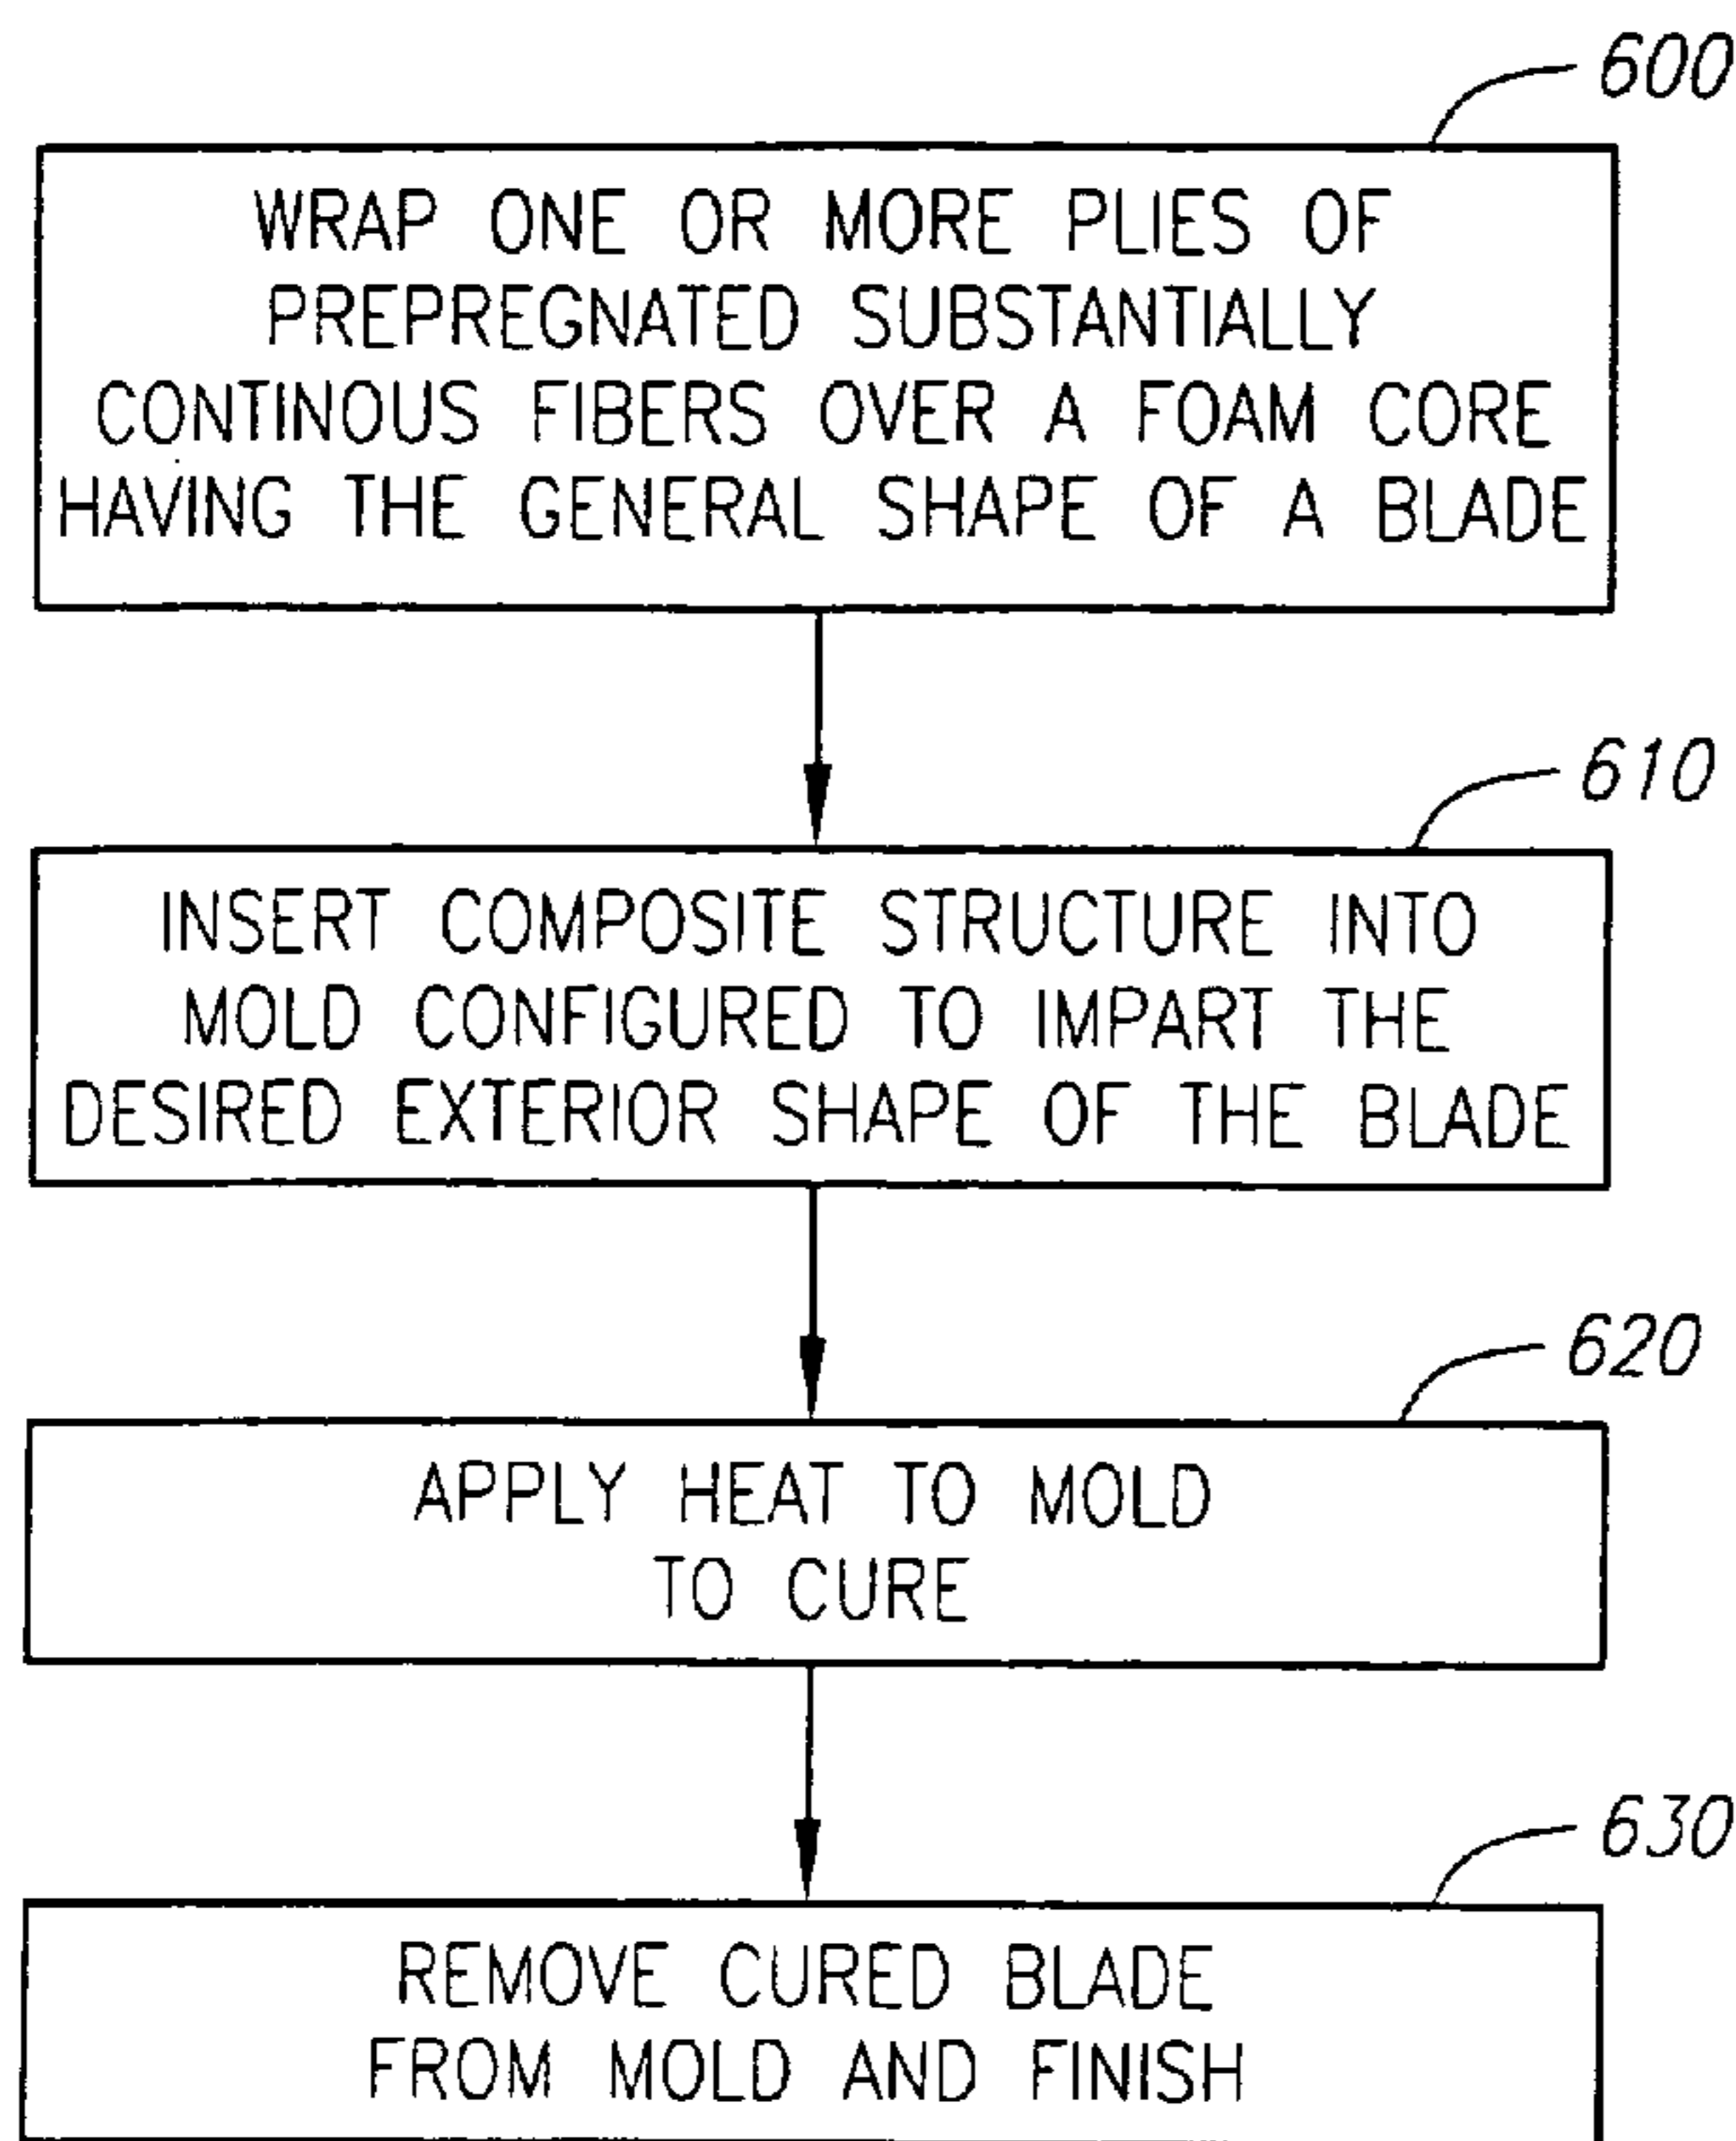 600
WRAP ONE OR MORE PLIES OF
PREPREGNATED SUBSTANTIALLY
CONTINOUS FIBERS OVER A FOAM CORE
HAVING THE GENERAL SHAPE OF A BLADE
610
INSERT COMPOSITE STRUCTURE INTO
MOLD CONFIGURED TO IMPART THE
DESIRED EXTERIOR SHAPE OF THE BLADE
620
APPLY HEAT TO MOLD
TO CURE
630
REMOVE CURED BLADE
FROM MOLD AND FINISH